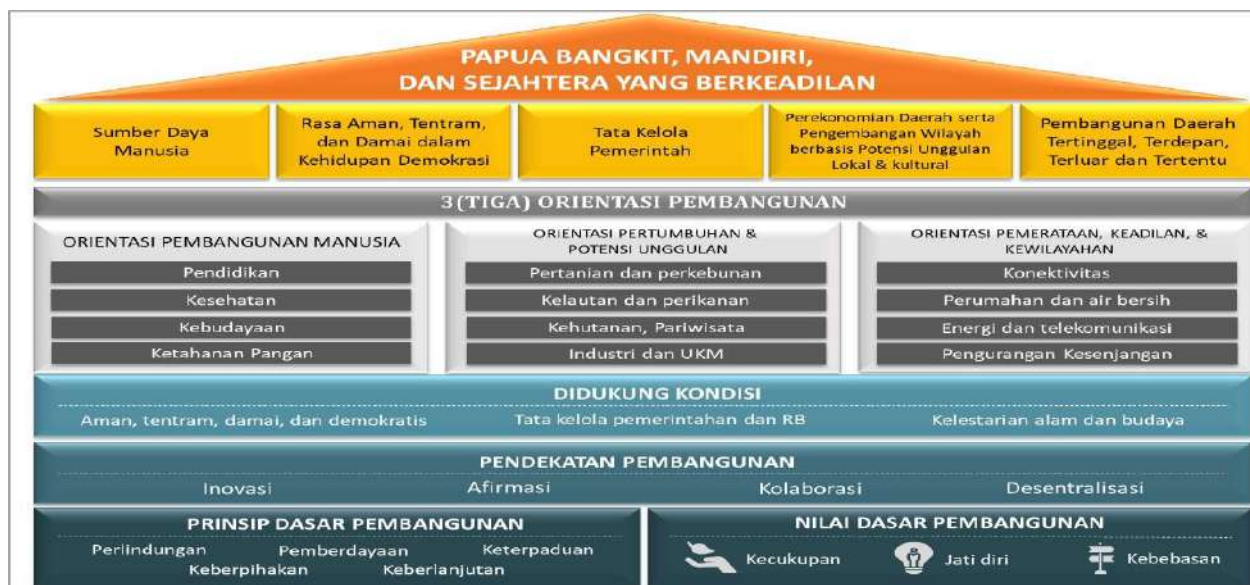 PAPUA BANGKIT, MANDIRI,
DAN SEJAHTERA YANG BERKEADILAN
Sumber Daya
Manusia
Rasa Aman, Tentram,
dan Damai dalam
Kehidupan Demokrasi
Tata Kelola
Pemerintah
Perekonomian Daerah serta
Pengembangan Wilayah
berbasis Potensi Unggulan
Lokal & kultural
Pembangunan Daerah
Tertinggal, Terdepan,
Terluar dan Tertentu
3 (TIGA) ORIENTASI PEMBANGUNAN
ORIENTASI PEMBANGUNAN MANUSIA
Pendidikan
Kesehatan
Kebudayaan
Ketahanan Pangan
ORIENTASI PERTUMBUHAN &
POTENSI UNGGULAN
Pertanian dan perkebunan
Kelautan dan perikanan
Kehutanan, Pariwisata
Industri dan UKM
ORIENTASI PEMERATAAN, KEADILAN, &
KEWILAYAHAN
Konektivitas
Perumahan dan air bersih
Energi dan telekomunikasi
Pengurangan Kesenjangan
DIDUKUNG KONDISI
Aman, tentram, damai, dan demokratis
Tata kelola pemerintahan dan RB
Kelestarian alam dan budaya
PENDEKATAN PEMBANGUNAN
Inovasi
Afirmasi
Kolaborasi
Desentralisasi
PRINSIP DASAR PEMBANGUNAN
Perlindungan
Pemberdayaan
Keterpaduan
Keberpihakan
Keberlanjutan
NILAI DASAR PEMBANGUNAN
Kecukupan
Jati diri
Kebebasan